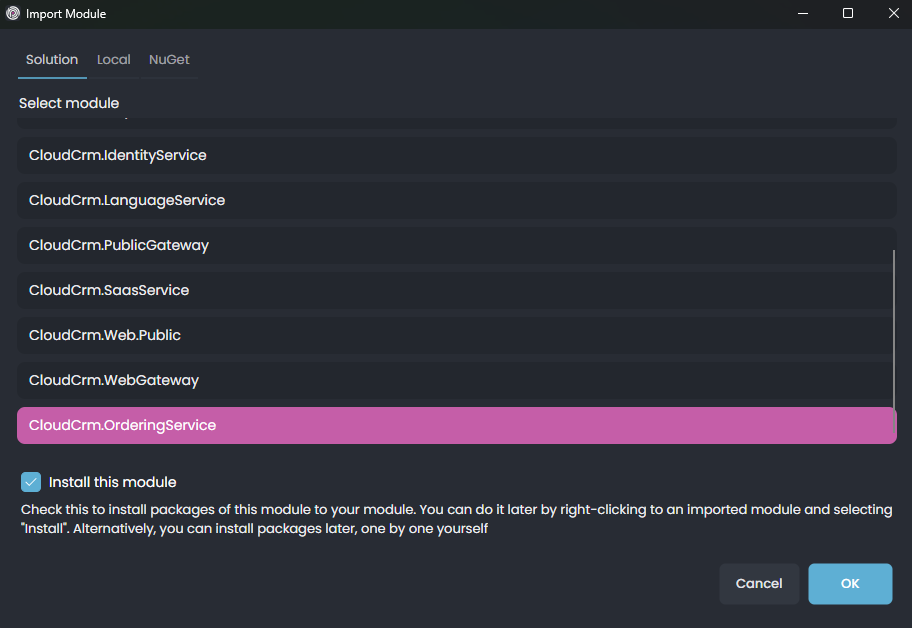 Import Module
Solution Local NuGet
Select module
CloudCrm.IdentityService
CloudCrm.LanguageService
CloudCrm.PublicGateway
CloudCrm.SaasService
CloudCrm.Web.Public
CloudCrm.WebGateway
CloudCrm.OrderingService
Install this module
Check this to install packages of this module to your module. You can do it later by right-clicking to an imported module and selecting
"Install". Alternatively, you can install packages later, one by one yourself
Cancel OK